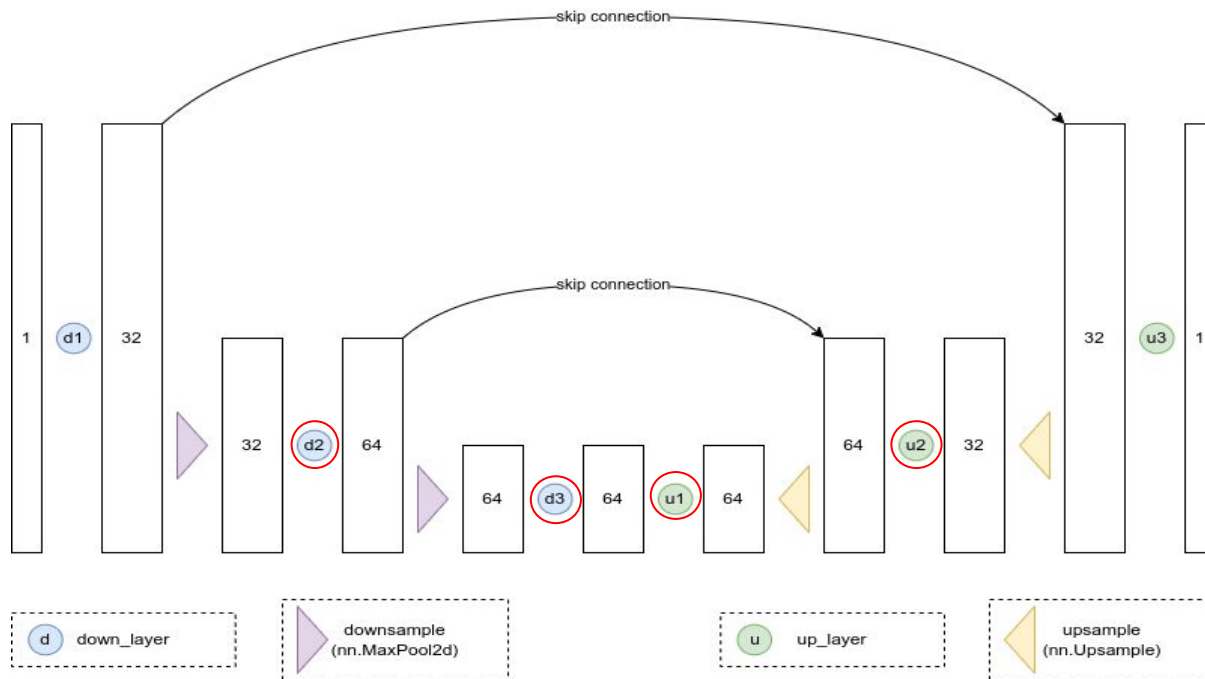 skip connection
skip connection
1
d1
32
32
d2
64
64
d3
64
u1
64
64
u2
32
32
u3
1
d
down_layer
downsample
(nn.MaxPool2d)
u
up_layer
upsample
(nn.Upsample)